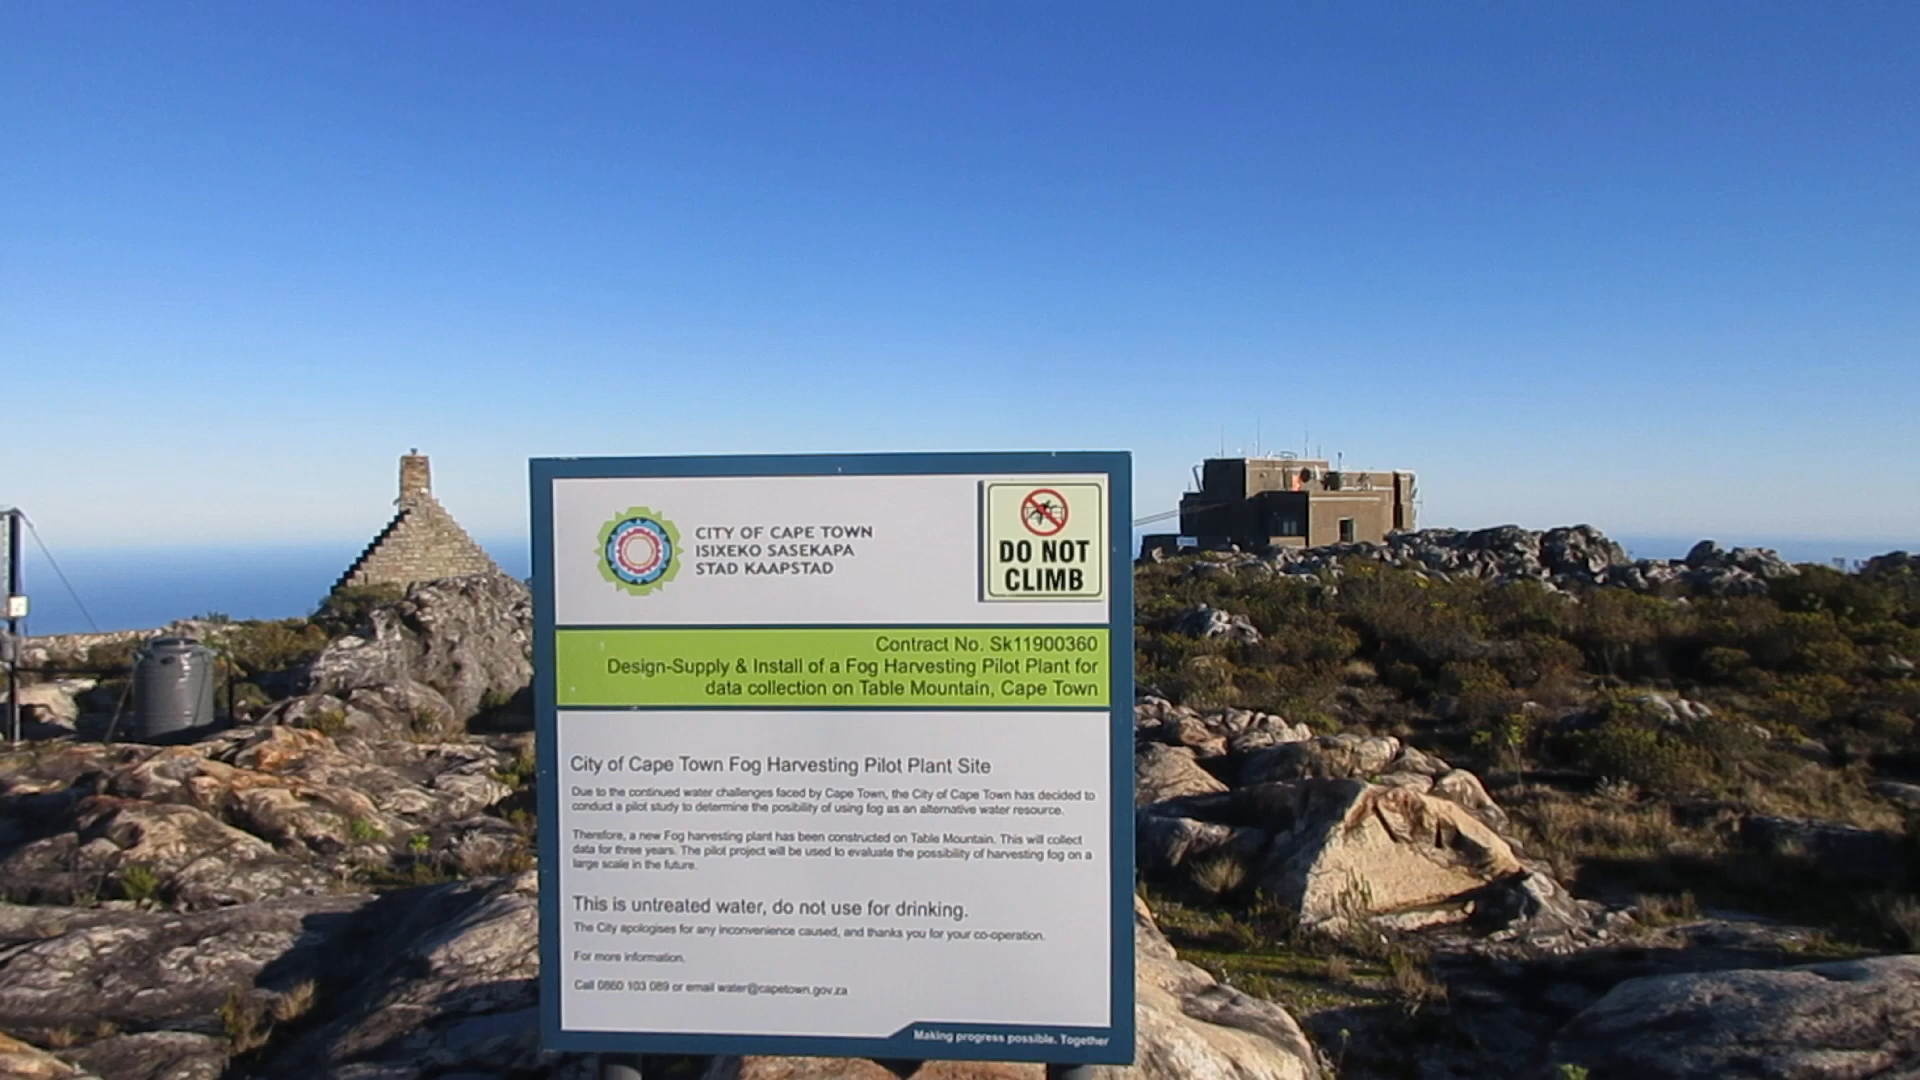 CITY OF CAPE TOWN
ISIXEKO SASEKAPA
STAD KAAPSTAD
DO NOT
CLIMB
Contract No. Sk11900360
Design-Supply & Install of a Fog Harvesting Pilot Plant for
data collection on Table Mountain, Cape Town
City of Cape Town Fog Harvesting Pilot Plant Site
Due to the continued water challenges faced by Cape Town, the City of Cape Town has decided to
conduct a pilot study to determine the posibility of using fog as an alternative water resource.
Therefore, a new Fog harvesting plant has been constructed on Table Mountain. This will collect
data for three years. The pilot project will be used to evaluate the possibility of harvesting fog on a
large scale in the future.
This is untreated water, do not use for drinking.
The City apologises for any inconvenience caused, and thanks you for your co-operation.
For more information.
Call 0860 103 089 or email water@capetown.gov.za
Making progress possible. Together